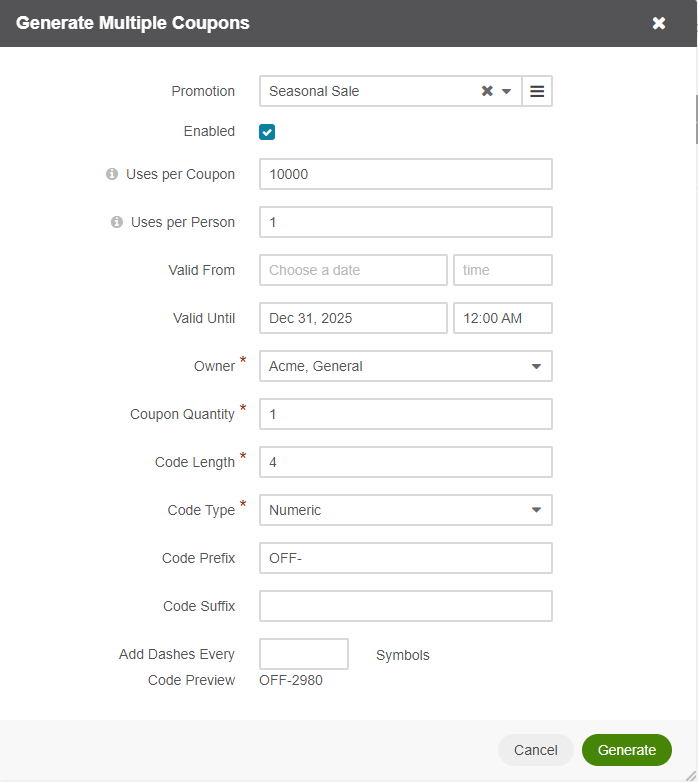 Generate Multiple Coupons
Promotion Seasonal Sale
Enabled
Uses per Coupon 10000
Uses per Person 1
Valid From Choose a date time
Valid Until Dec 31, 2025 12:00 AM
Owner * Acme, General
Coupon Quantity * 1
Code Length * 4
Code Type * Numeric
Code Prefix OFF-
Code Suffix
Add Dashes Every Symbols
Code Preview OFF-2980
Cancel Generate